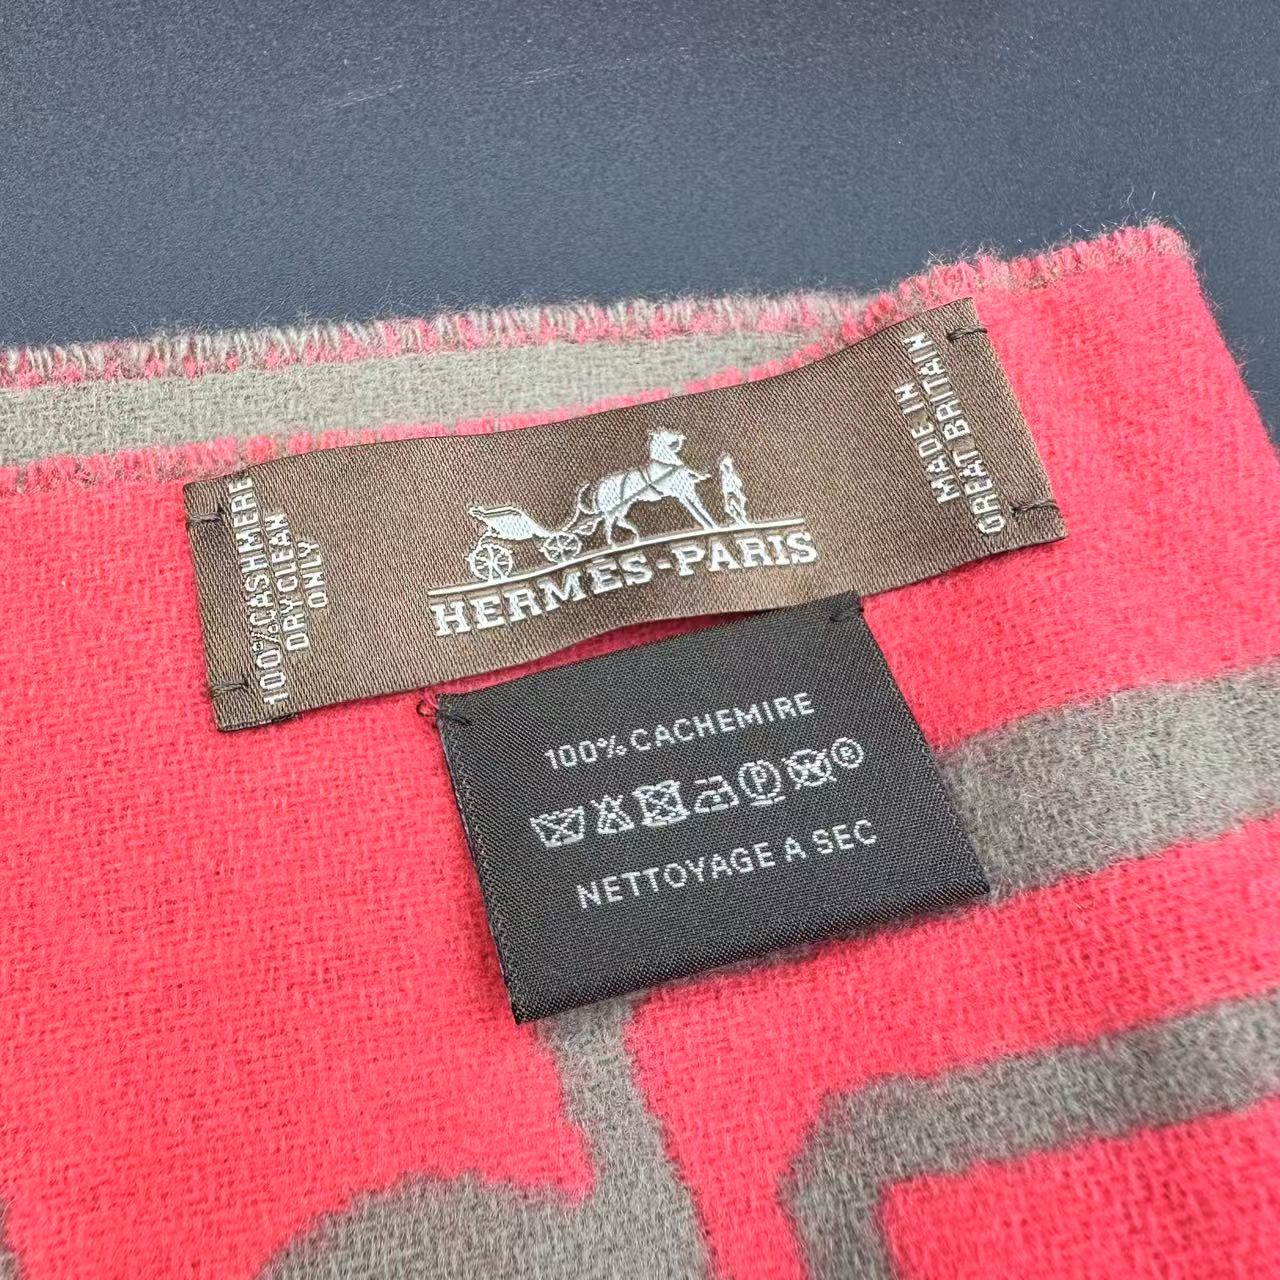 100% CASHMERE
DRY CLEAN
ONLY
HERMES-PARIS
MADE IN
GREAT BRITAIN
100% CACHEMIRE
P
NETTOYAGE A SEC